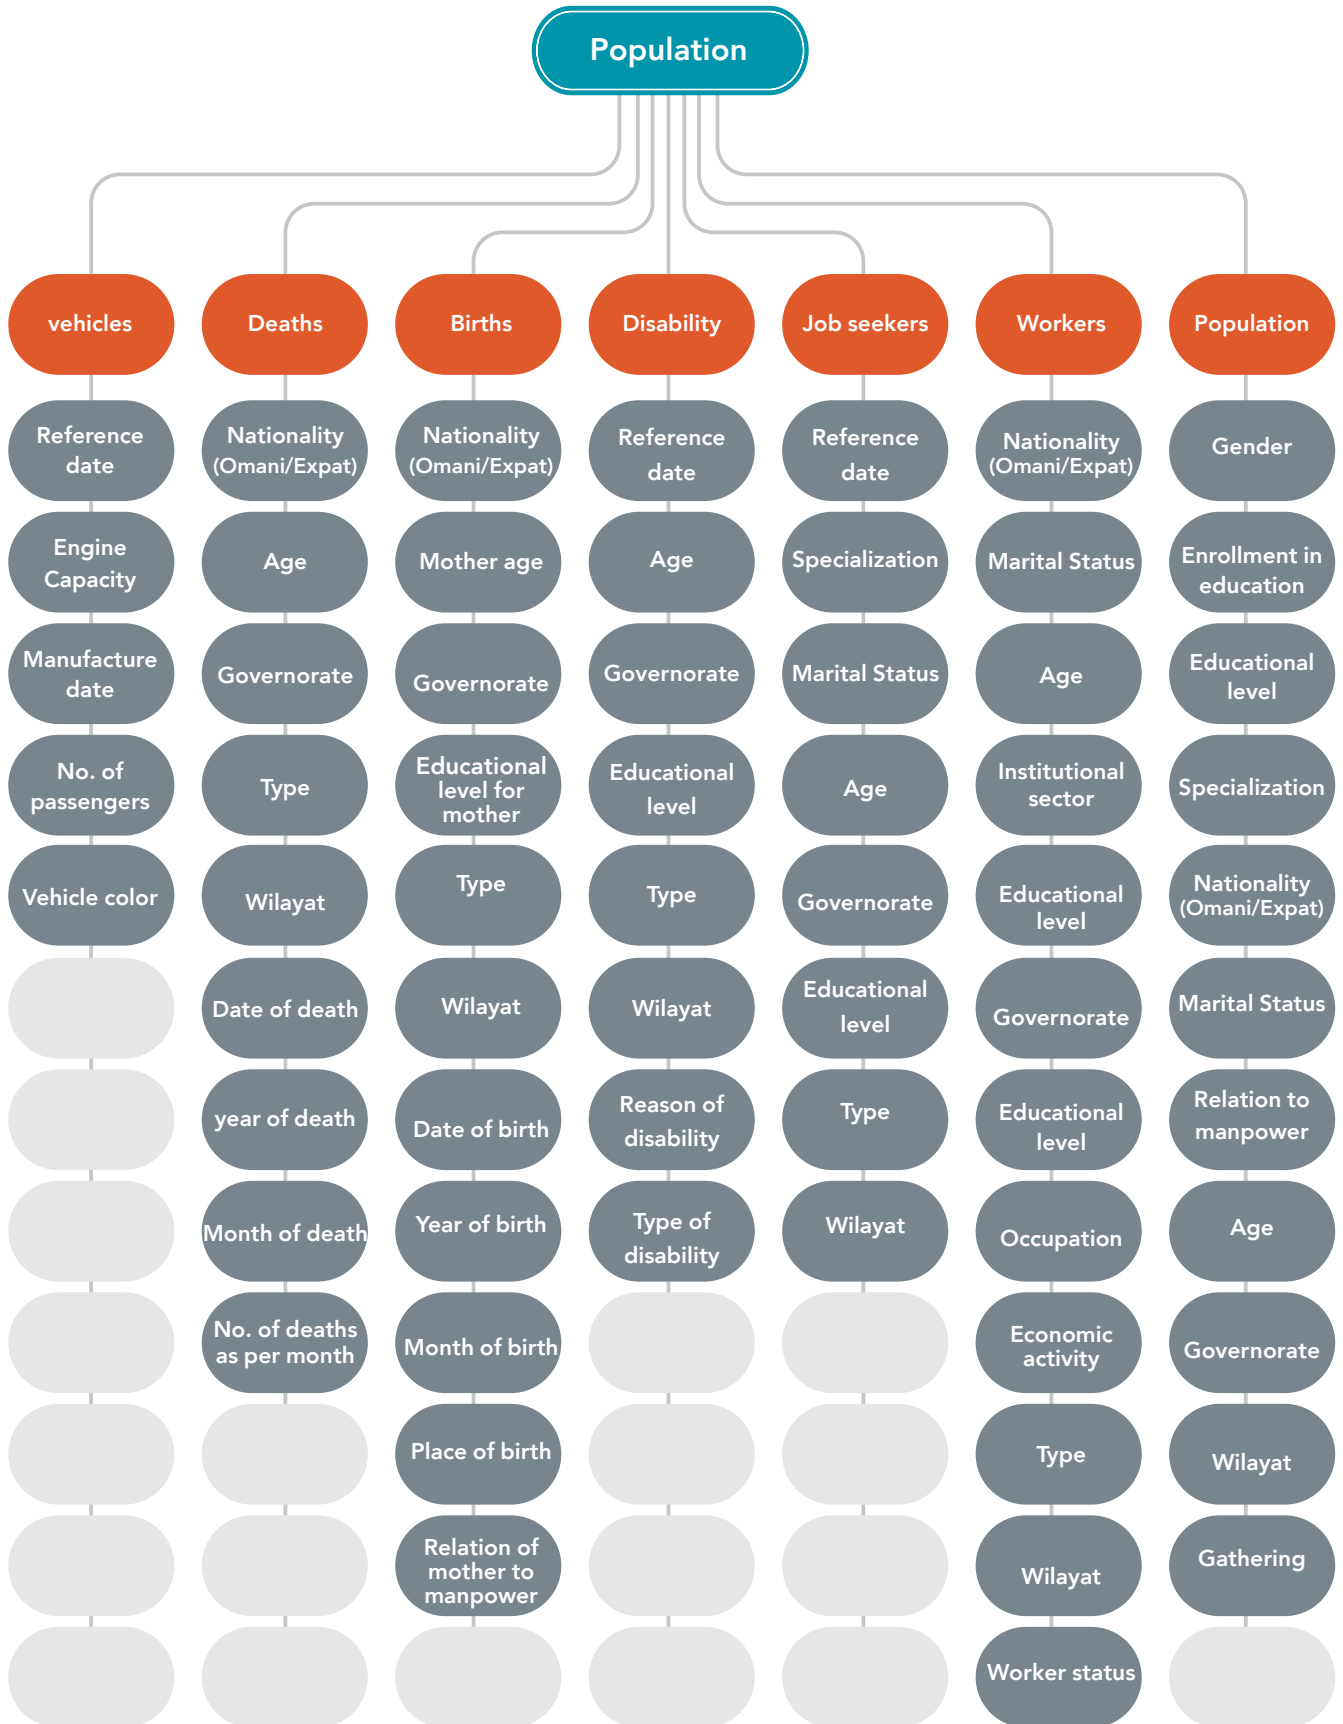 Population
vehicles
Deaths
Births
Disability
Job seekers
Workers
Population
Reference
date
Engine
Capacity
Manufacture
date
No. of
passengers
Vehicle color
Nationality
(Omani/Expat)
Age
Governorate
Type
Wilayat
Date of death
year of death
Month of death
No. of deaths
as per month
Nationality
(Omani/Expat)
Mother age
Governorate
Educational
level for
mother
Type
Wilayat
Date of birth
Year of birth
Month of birth
Place of birth
Relation of
mother to
manpower
Reference
date
Age
Governorate
Educational
level
Type
Wilayat
Reason of
disability
Type of
disability
Reference
date
Specialization
Marital Status
Age
Governorate
Educational
level
Type
Wilayat
Nationality
(Omani/Expat)
Marital Status
Age
Institutional
sector
Educational
level
Governorate
Educational
level
Occupation
Economic
activity
Type
Wilayat
Worker status
Gender
Enrollment in
education
Educational
level
Specialization
Nationality
(Omani/Expat)
Marital Status
Relation to
manpower
Age
Governorate
Wilayat
Gathering